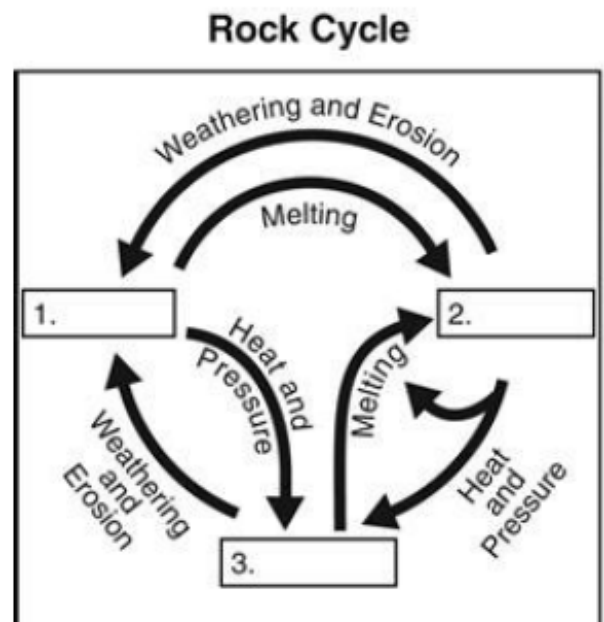 Rock Cycle
Weathering and Erosion
Melting
1.
2.
Heat and
Pressure
Melting
Weathering
and
Erosion
Heat
and
Pressure
3.